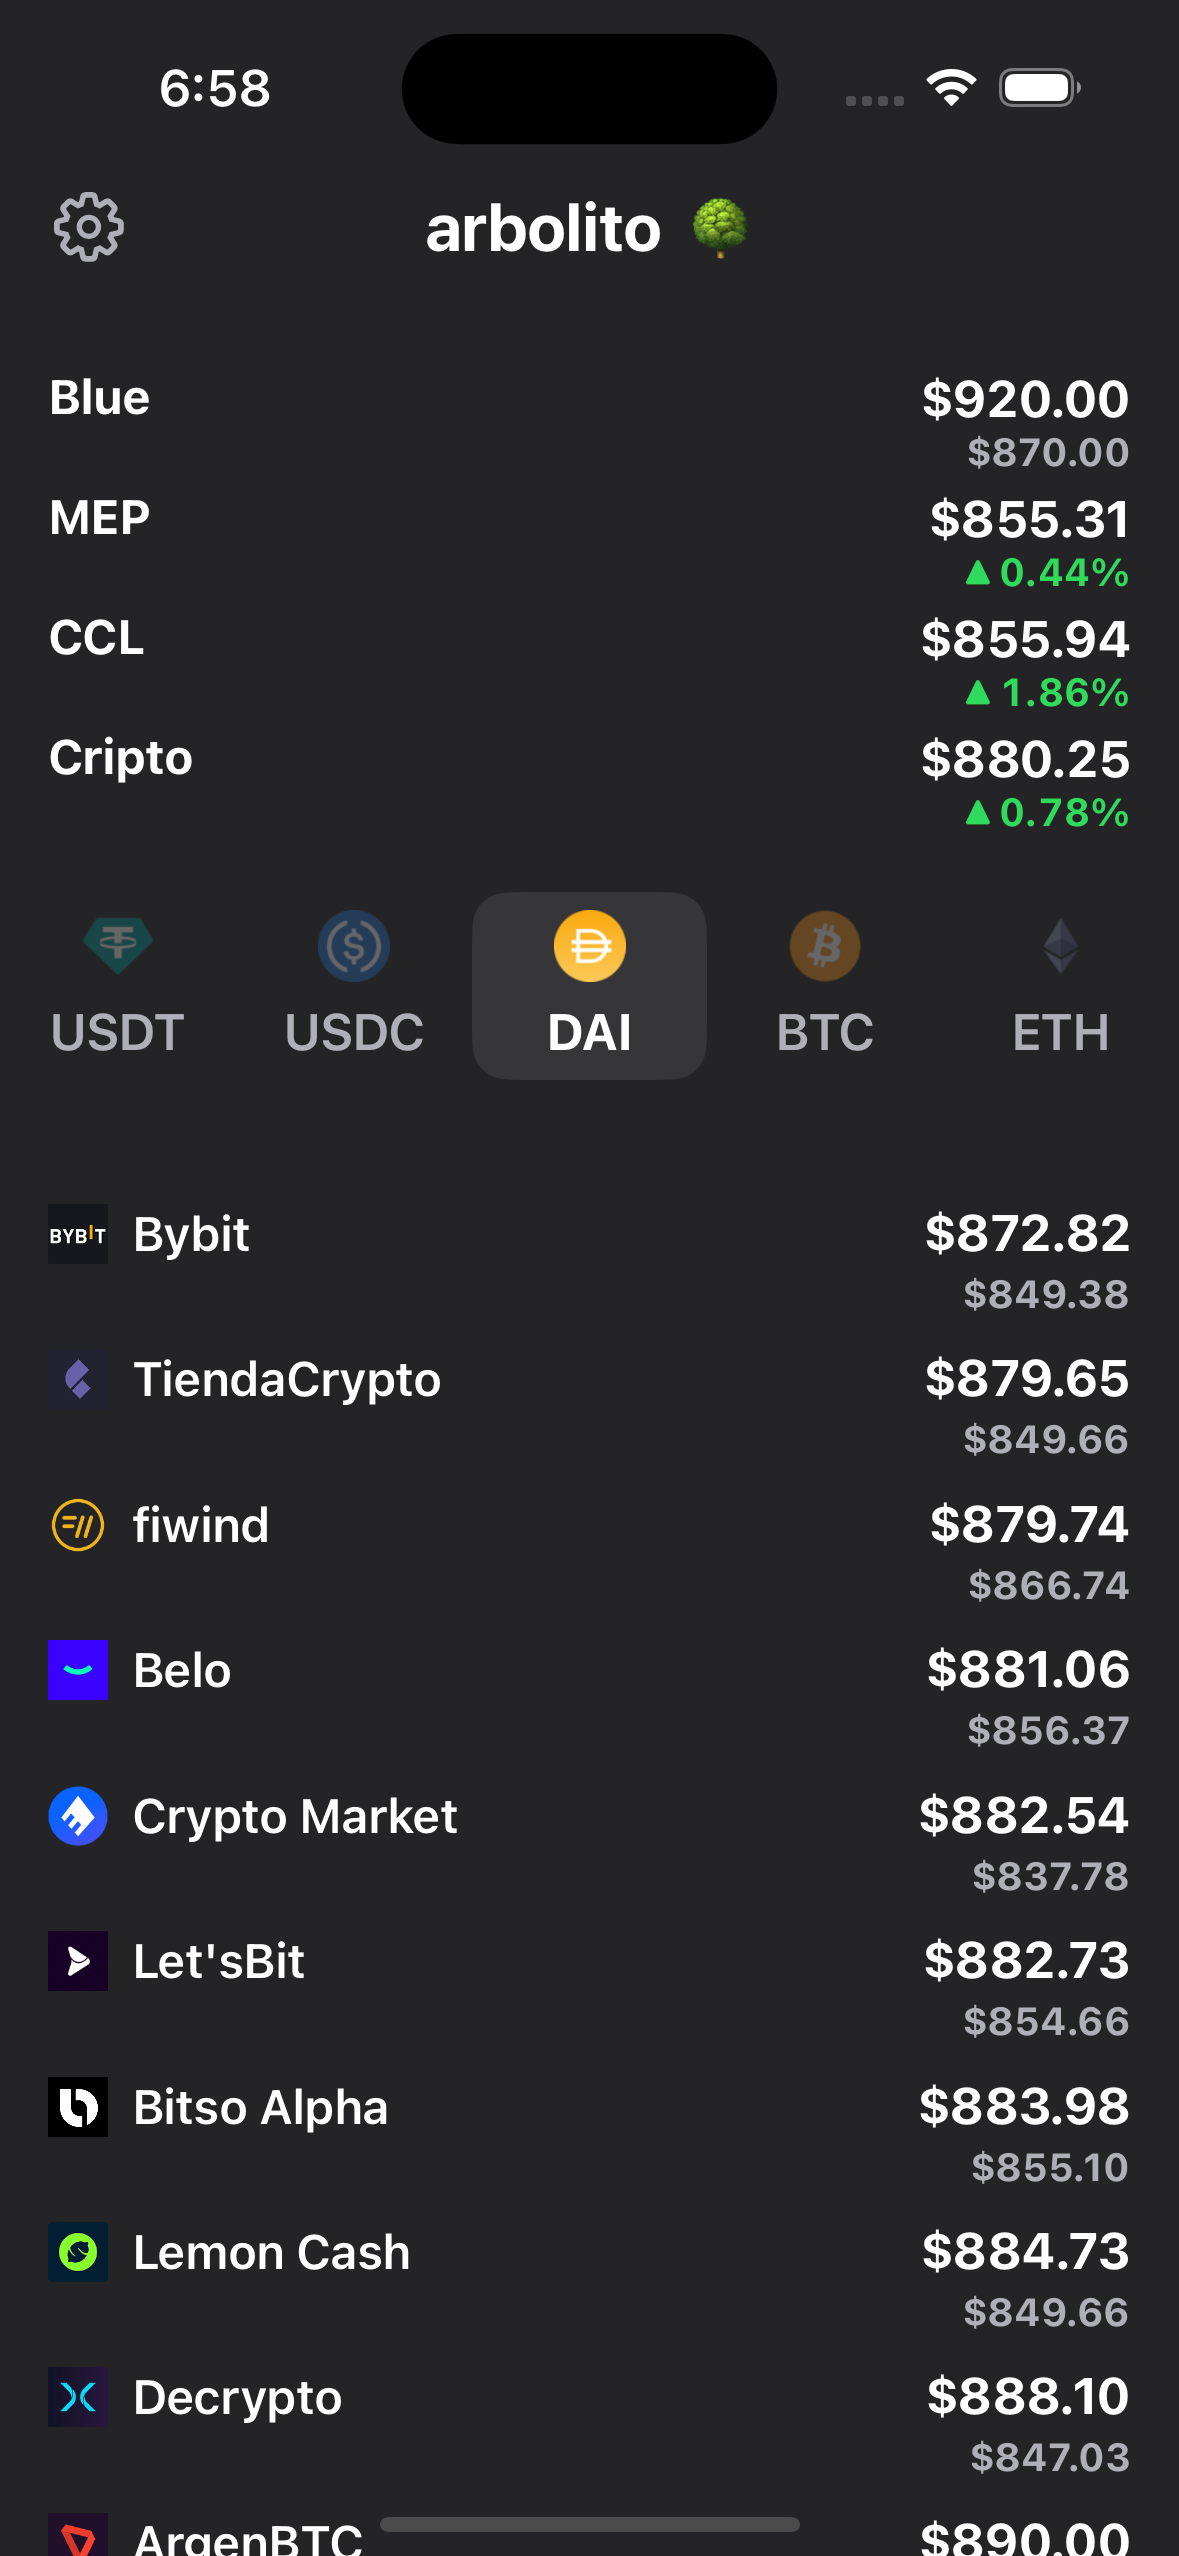 6:58
arbolito
Blue
$920.00
$870.00
MEP
$855.31
▲ 0.44%
CCL
$855.94
▲ 1.86%
Cripto
$880.25
▲ 0.78%
USDT
USDC
DAI
BTC
ETH
BYBIT Bybit
$872.82
$849.38
TiendaCrypto
$879.65
$849.66
fiwind
$879.74
$866.74
Belo
$881.06
$856.37
Crypto Market
$882.54
$837.78
Let'sBit
$882.73
$854.66
Bitso Alpha
$883.98
$855.10
Lemon Cash
$884.73
$849.66
Decrypto
$888.10
$847.03
ArgenBTC
$890.00